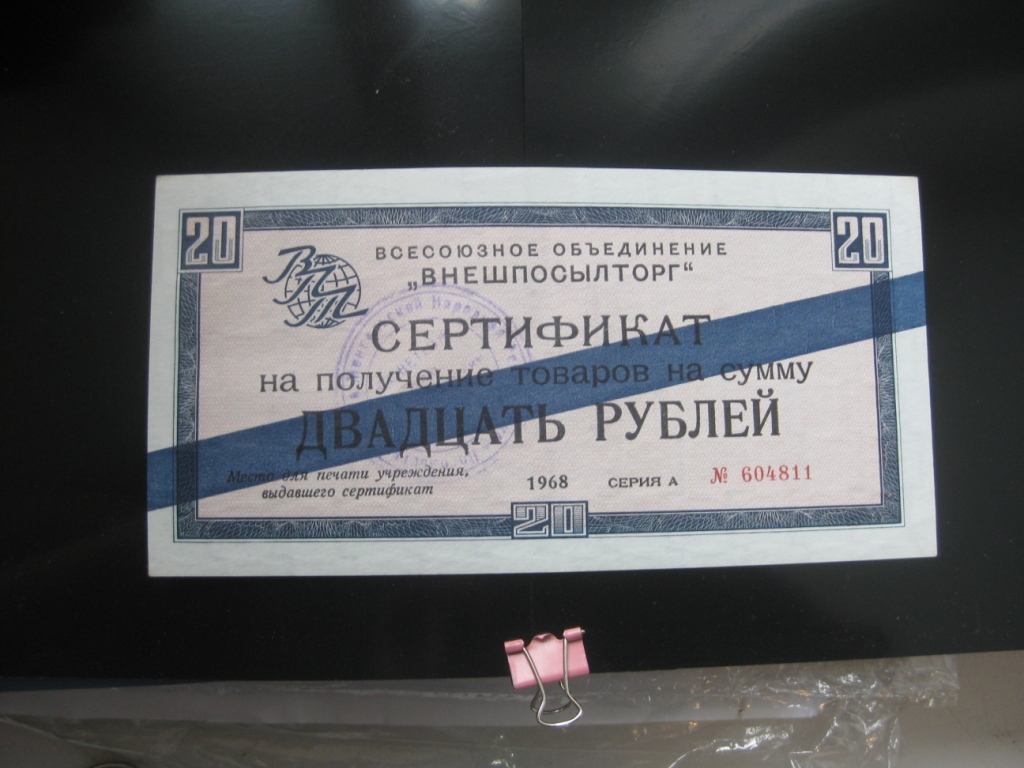 20
20
ВПТ
ВСЕСОЮЗНОЕ ОБЪЕДИНЕНИЕ
„ВНЕШПОСЫЛТОРГ“
СЕРТИФИКАТ
на получение товаров на сумму
ДВАДЦАТЬ РУБЛЕЙ
Место для печати учреждения,
выдавшего сертификат
1968 СЕРИЯ А № 604811
20